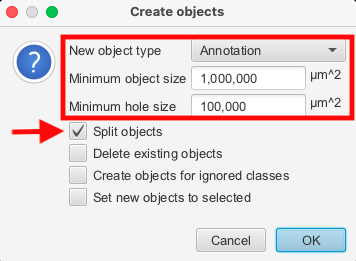 Create objects
New object type Annotation
Minimum object size 1,000,000 µm^2
Minimum hole size 100,000 µm^2
Split objects
Delete existing objects
Create objects for ignored classes
Set new objects to selected
Cancel OK